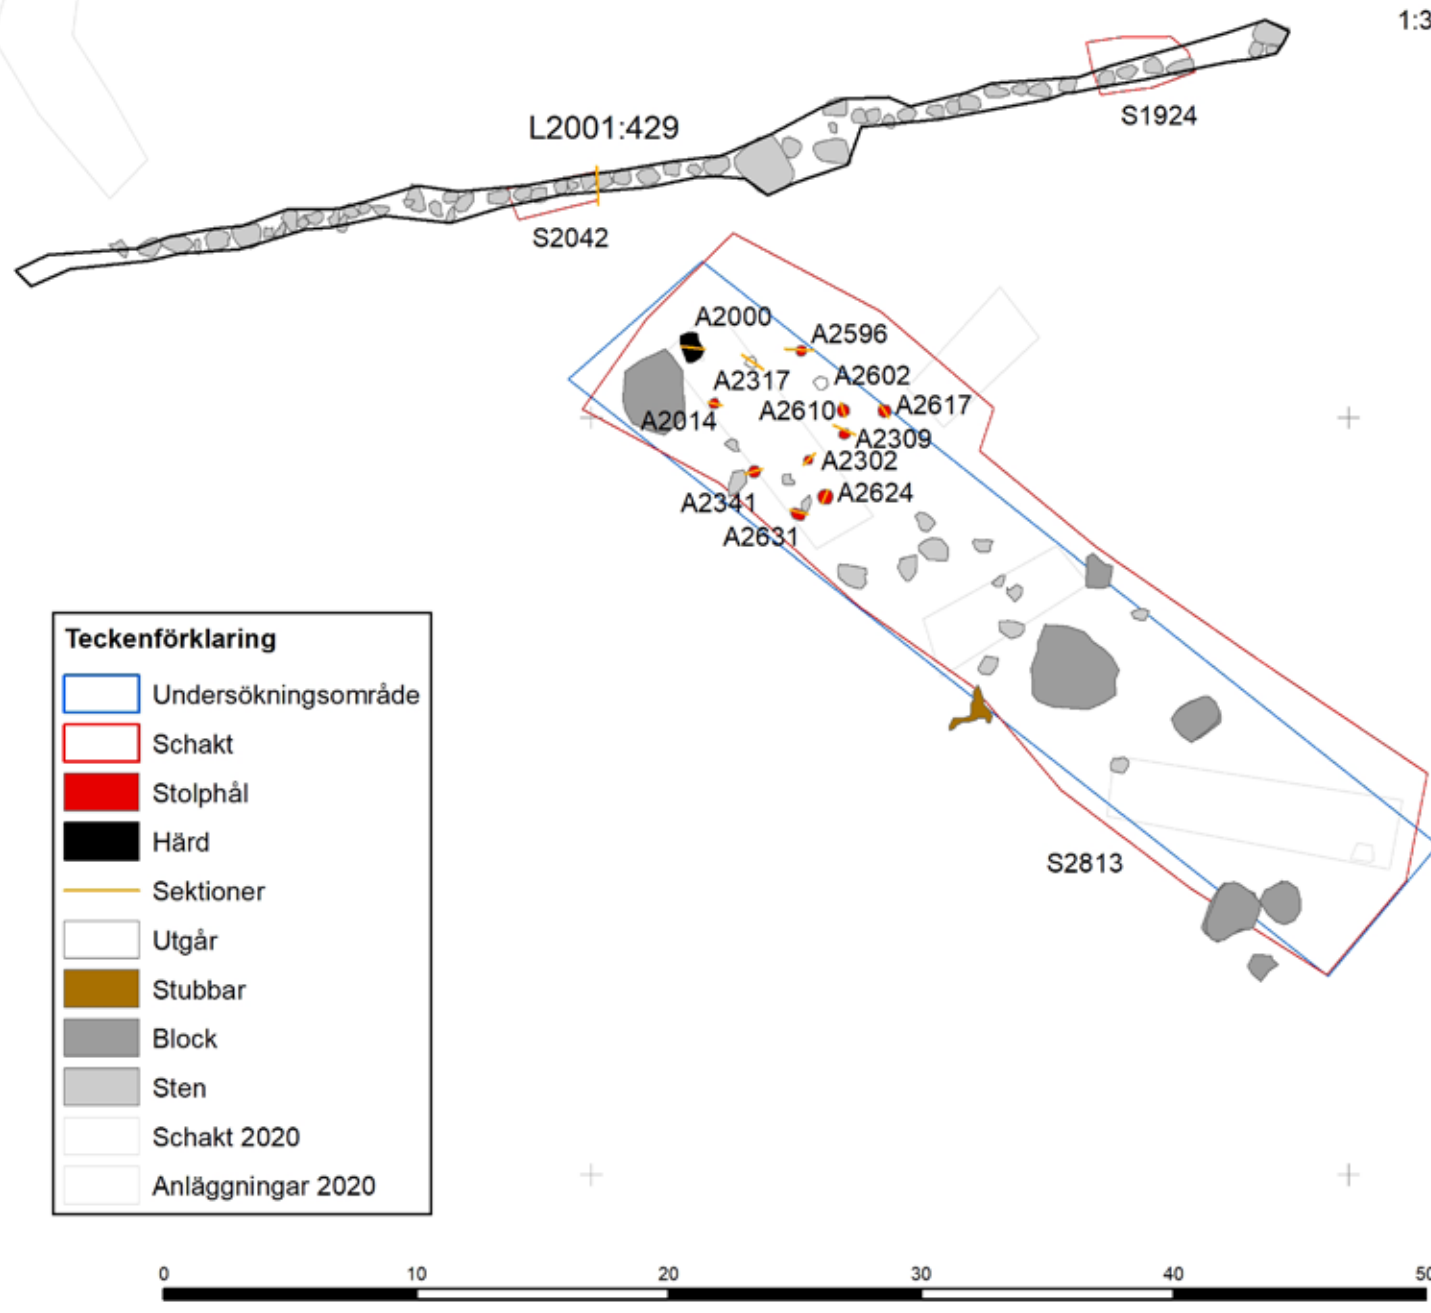 1:3
L2001:429
S1924
S2042
A2000
A2596
A2317
A2602
A2014
A2610
A2617
A2309
A2302
A2341
A2624
A2631
S2813
Teckenförklaring
Undersökningsområde
Schakt
Stolphål
Härd
Sektioner
Utgår
Stubbar
Block
Sten
Schakt 2020
Anläggningar 2020
0 10 20 30 40 50